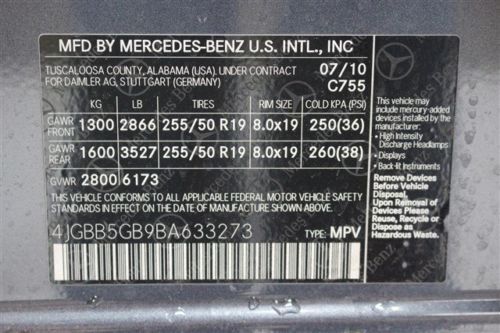 MFD BY MERCEDES-BENZ U.S. INTL., INC
TUSCALOOSA COUNTY, ALABAMA (USA), UNDER CONTRACT
FOR DAIMLER AG, STUTTGART (GERMANY)
07/10
C755
KG LB TIRES RIM SIZE COLD KPA (PSI)
GAWR
FRONT 1300 2866 255/50 R19 8.0x19 250(36)
GAWR
REAR 1600 3527 255/50 R19 8.0x19 260(38)
GVWR 2800 6173
THIS VEHICLE CONFORMS TO ALL APPLICABLE FEDERAL MOTOR VEHICLE
SAFETY STANDARDS IN EFFECT ON THE DATE OF MANUFACTURE SHOWN ABOVE.
4JGBB5GB9BA633273
TYPE: MPV
This vehicle may
include mercury-added
devices installed by the
manufacturer:
• High Intensity
Discharge Headlamps
• Displays
• Back-lit Instruments
Remove Devices
Before Vehicle
Disposal.
Upon Removal
of Devices Please
Reuse, Recycle
or Dispose as
Hazardous Waste.